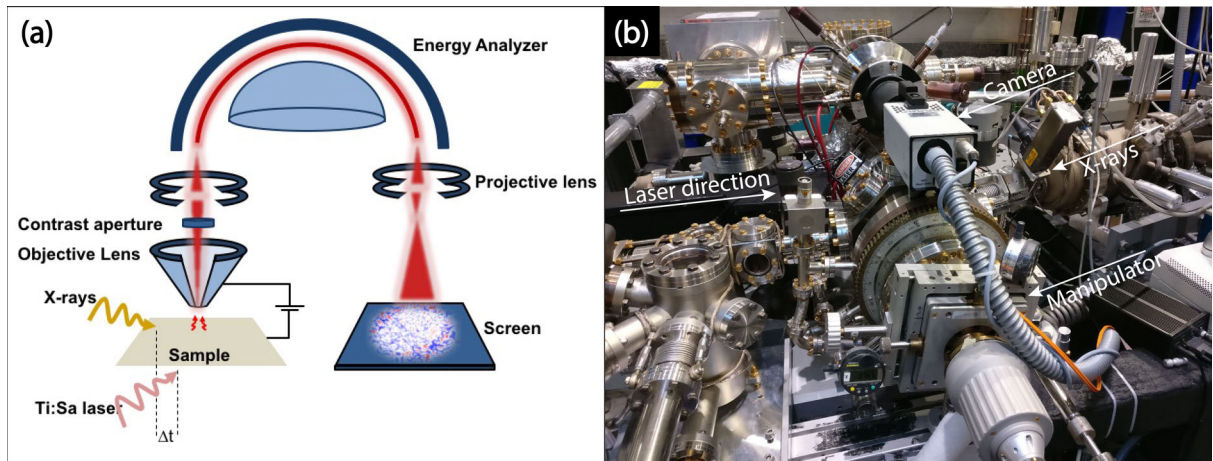 (a)
Energy Analyzer
Projective lens
Contrast aperture
Objective Lens
X-rays
Sample
Screen
Ti:Sa laser
Δt
(b)
Camera
X-rays
Laser direction
Manipulator